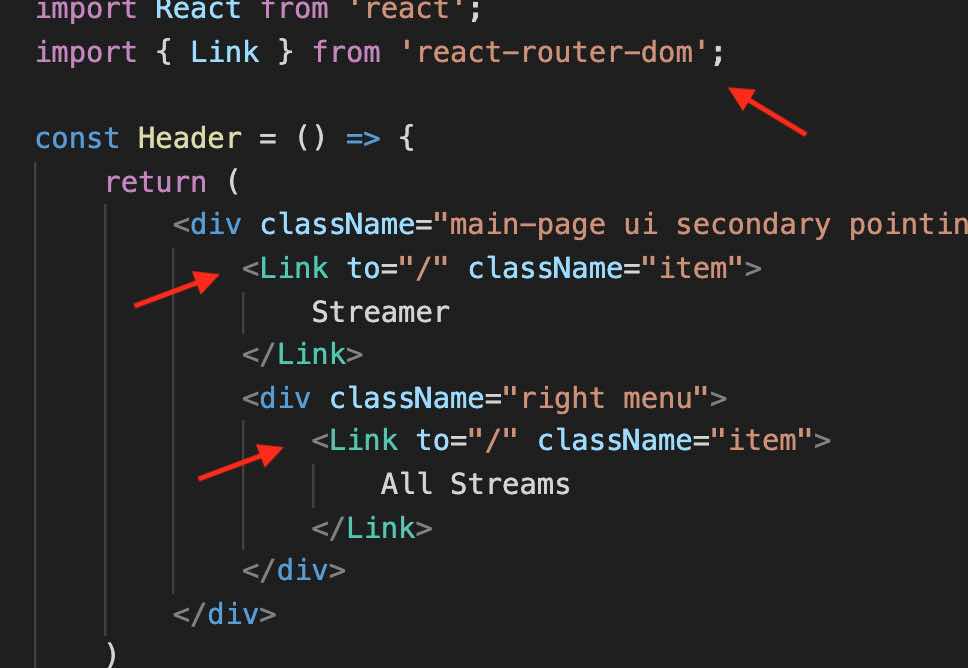 import React from 'react';
import { Link } from 'react-router-dom';
const Header = () => {
return (
<div className="main-page ui secondary pointin
<Link to="/" className="item">
Streamer
</Link>
<div className="right menu">
<Link to="/" className="item">
All Streams
</Link>
</div>
</div>
)